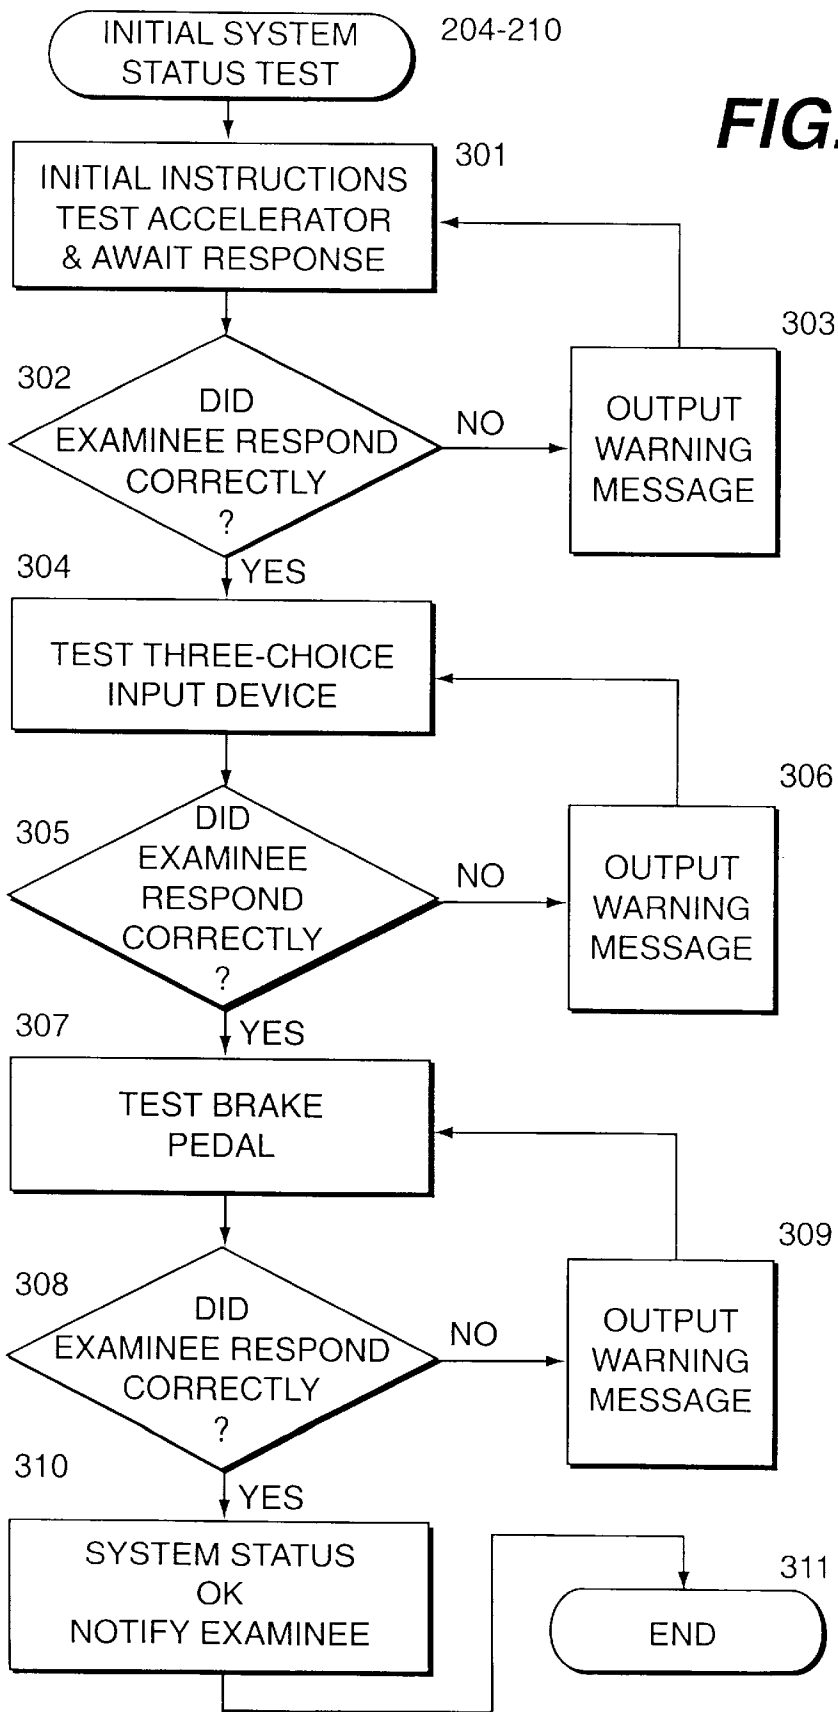 INITIAL SYSTEM
STATUS TEST
204-210
FIG.
301
INITIAL INSTRUCTIONS
TEST ACCELERATOR
& AWAIT RESPONSE
303
302
DID
EXAMINEE RESPOND
CORRECTLY
?
NO
OUTPUT
WARNING
MESSAGE
304
YES
TEST THREE-CHOICE
INPUT DEVICE
306
305
DID
EXAMINEE
RESPOND
CORRECTLY
?
NO
OUTPUT
WARNING
MESSAGE
307
YES
TEST BRAKE
PEDAL
309
308
DID
EXAMINEE RESPOND
CORRECTLY
?
NO
OUTPUT
WARNING
MESSAGE
310
YES
SYSTEM STATUS
OK
NOTIFY EXAMINEE
311
END